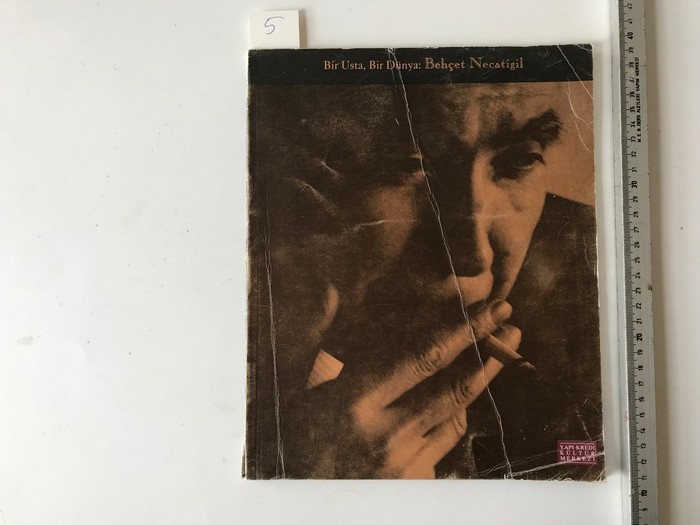 5
Bir Usta, Bir Dünya: Behçet Necatigil
YAPI KREDİ
KÜLTÜR
MERKEZİ